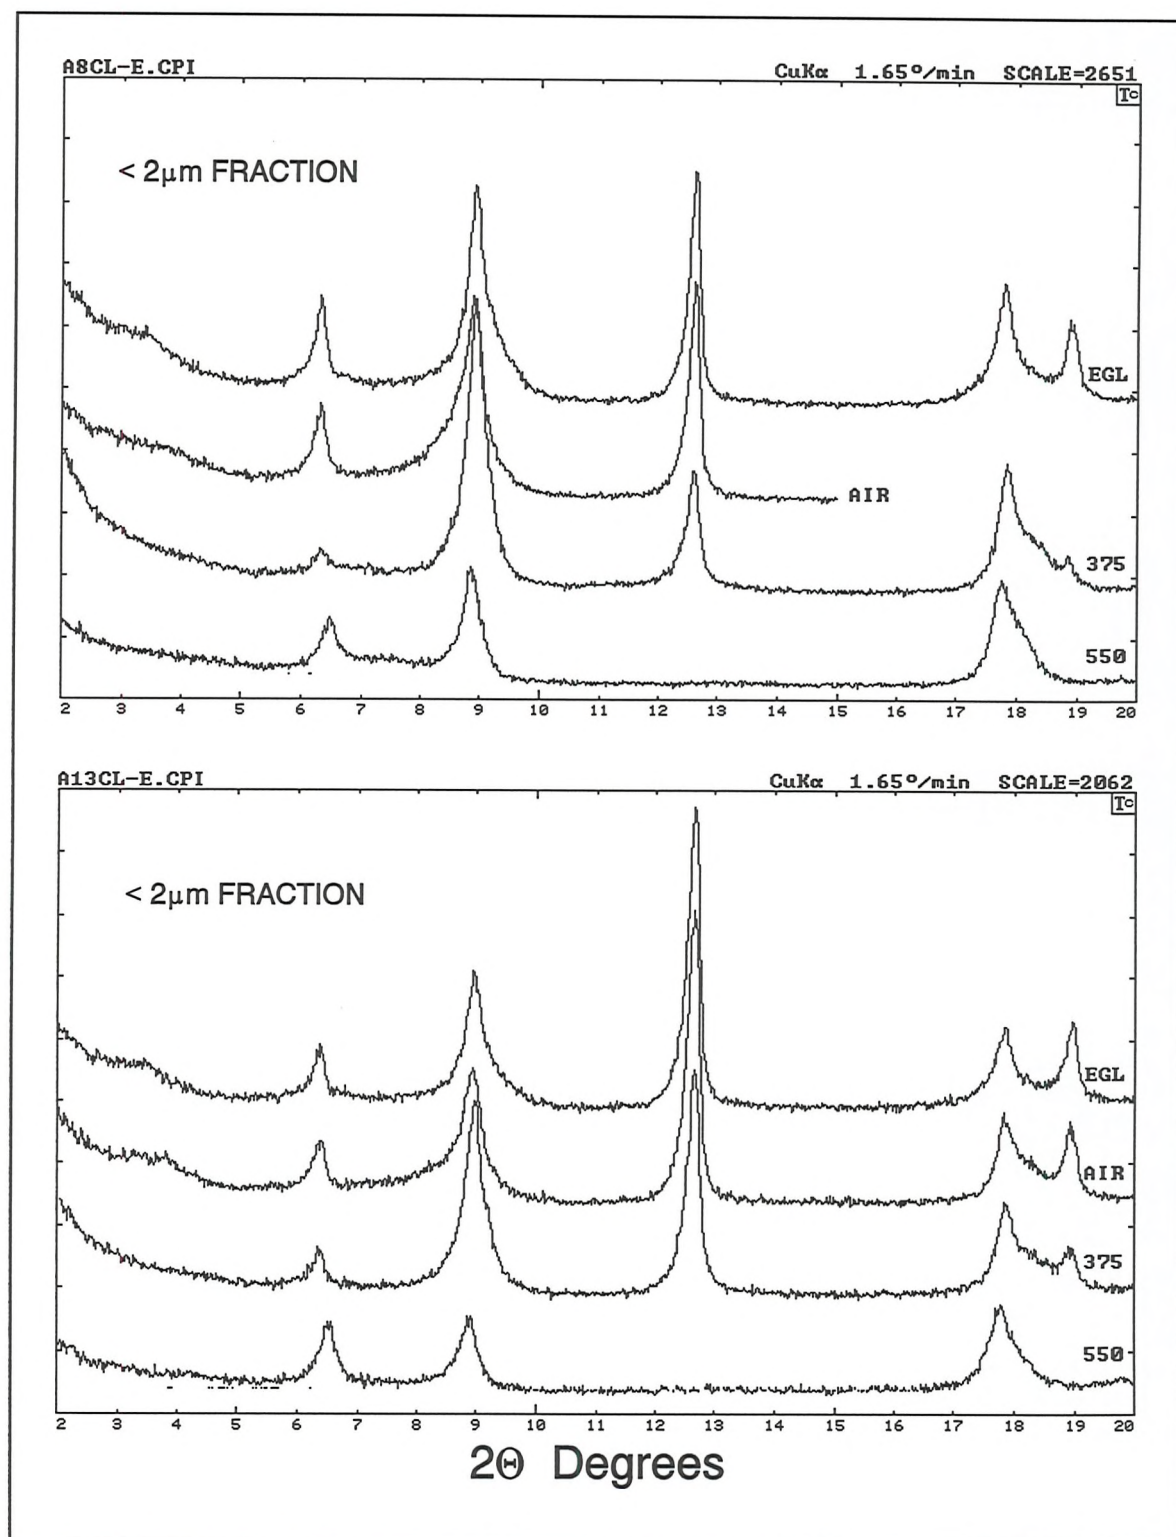 A8CL-E.CPI CuKα 1.65º/min SCALE=2651
Tc
< 2μm FRACTION
EGL
AIR
375
550
2 3 4 5 6 7 8 9 10 11 12 13 14 15 16 17 18 19 20
A13CL-E.CPI CuKα 1.65º/min SCALE=2062
Tc
< 2μm FRACTION
EGL
AIR
375
550
2 3 4 5 6 7 8 9 10 11 12 13 14 15 16 17 18 19 20
2Θ Degrees